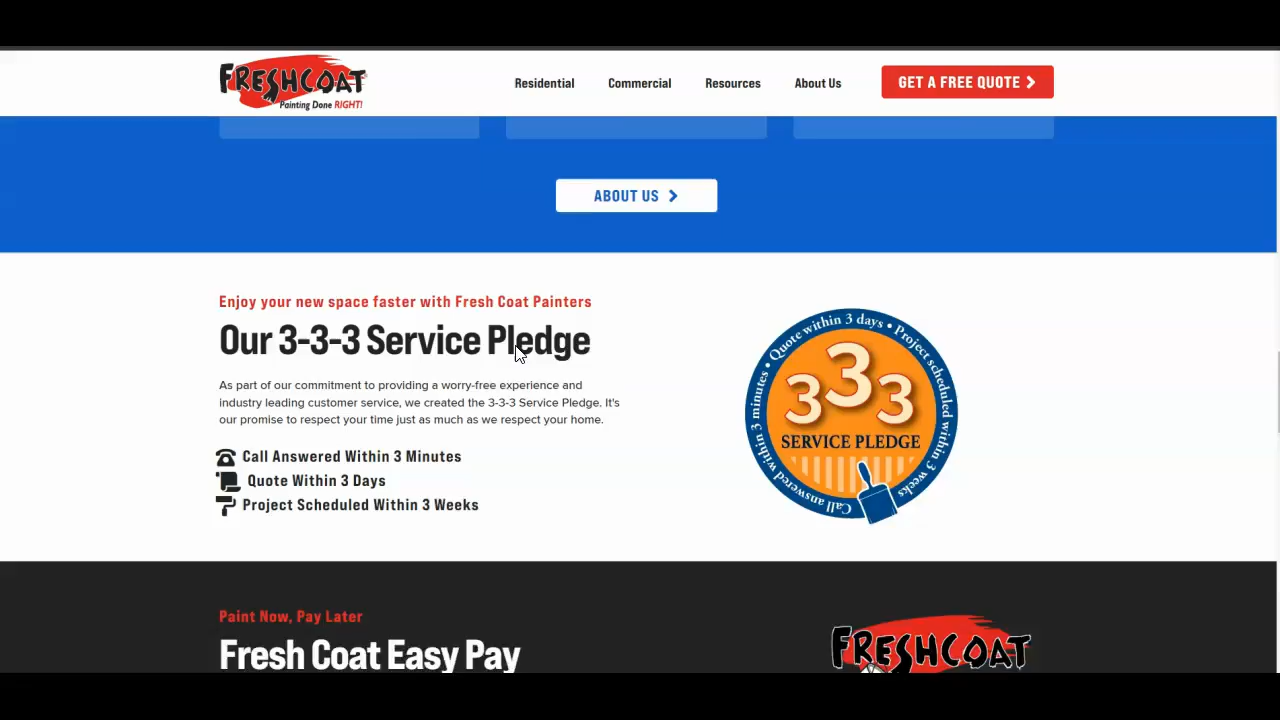 FRESHCOAT
Painting Done RIGHT!
Residential
Commercial
Resources
About Us
GET A FREE QUOTE
ABOUT US
Enjoy your new space faster with Fresh Coat Painters
Our 3-3-3 Service Pledge
As part of our commitment to providing a worry-free experience and
industry leading customer service, we created the 3-3-3 Service Pledge. It's
our promise to respect your time just as much as we respect your home.
Call Answered Within 3 Minutes
Quote Within 3 Days
Project Scheduled Within 3 Weeks
Call answered within 3 minutes • Quote within 3 days • Project scheduled within 3 weeks
3 3 3
SERVICE PLEDGE
Paint Now, Pay Later
Fresh Coat Easy Pay
FRESHCOAT